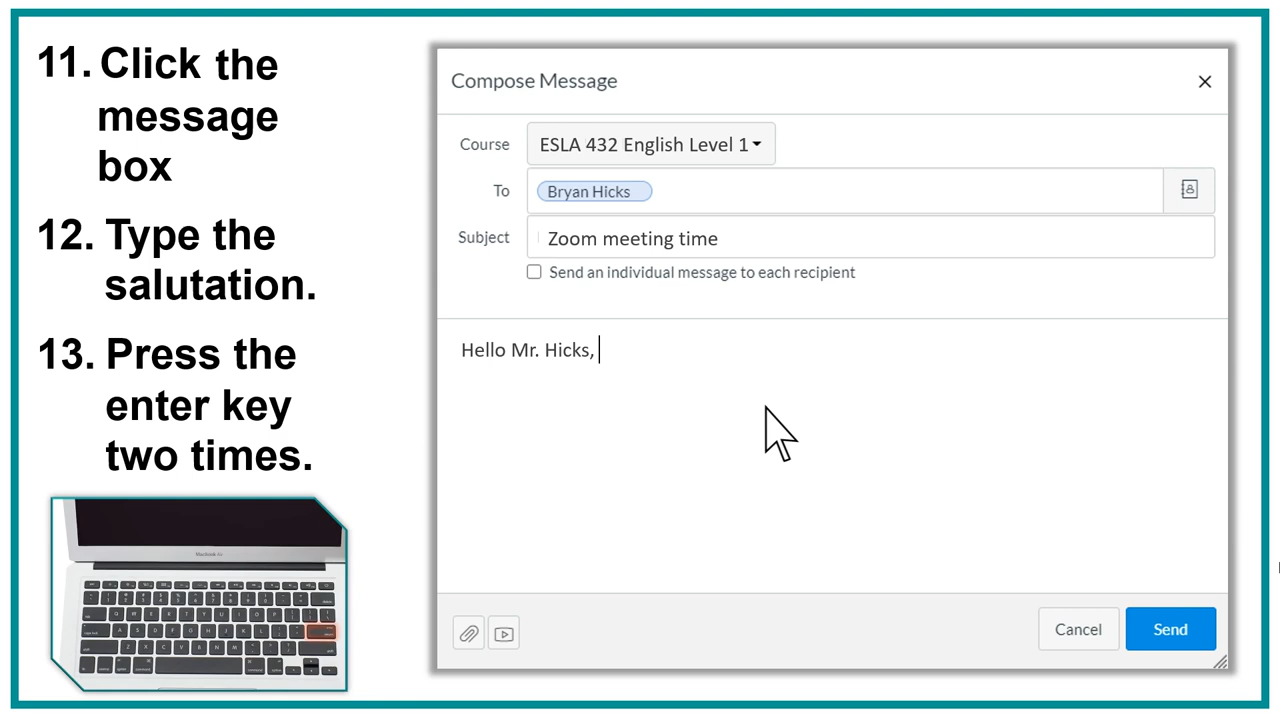 11. Click the
message
box
12. Type the
salutation.
13. Press the
enter key
two times.
Compose Message
Course
ESLA 432 English Level 1
To
Bryan Hicks
Subject
Zoom meeting time
Send an individual message to each recipient
Hello Mr. Hicks,
Cancel
Send
MacBook Air